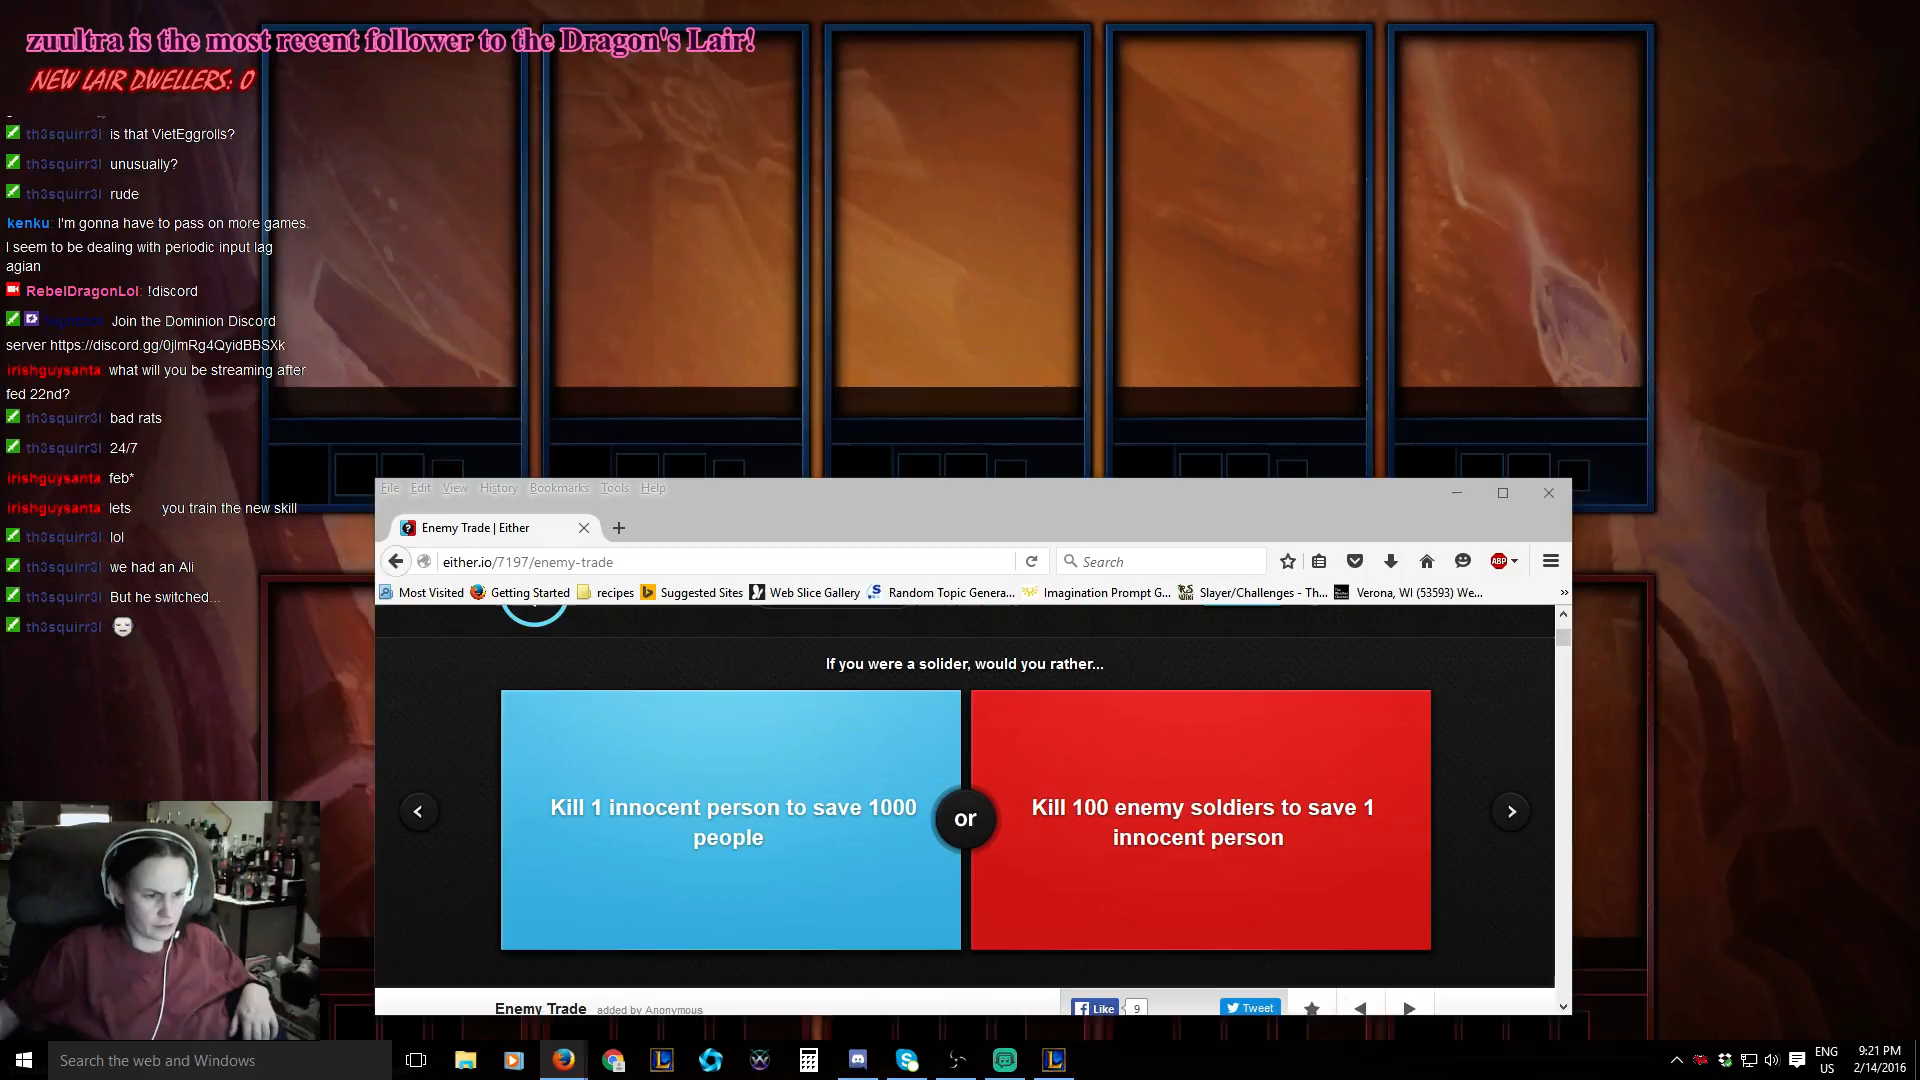 zuultra is the most recent follower to the Dragon's Lair!
NEW LAIR DWELLERS: 0
th3squirr3l: is that VietEggrolls?
th3squirr3l: unusually?
th3squirr3l: rude
kenku: I'm gonna have to pass on more games.
I seem to be dealing with periodic input lag
agian
RebelDragonLol: !discord
Join the Dominion Discord
server https://discord.gg/0jlmRg4QyidBBSXk
irishguysanta: what will you be streaming after
fed 22nd?
th3squirr3l: bad rats
th3squirr3l: 24/7
irishguysanta: feb*
irishguysanta: lets you train the new skill
th3squirr3l: lol
th3squirr3l: we had an Ali
th3squirr3l: But he switched...
th3squirr3l:
File Edit View History Bookmarks Tools Help
Enemy Trade | Either
either.io/7197/enemy-trade
Search
ABP
Most Visited Getting Started recipes Suggested Sites Web Slice Gallery Random Topic Genera... Imagination Prompt G... Slayer/Challenges - Th... Verona, WI (53593) We... »
If you were a solider, would you rather...
Kill 1 innocent person to save 1000
people
or
Kill 100 enemy soldiers to save 1
innocent person
Enemy Trade added by Anonymous
Like 9
Tweet
Search the web and Windows
ENG
US
9:21 PM
2/14/2016